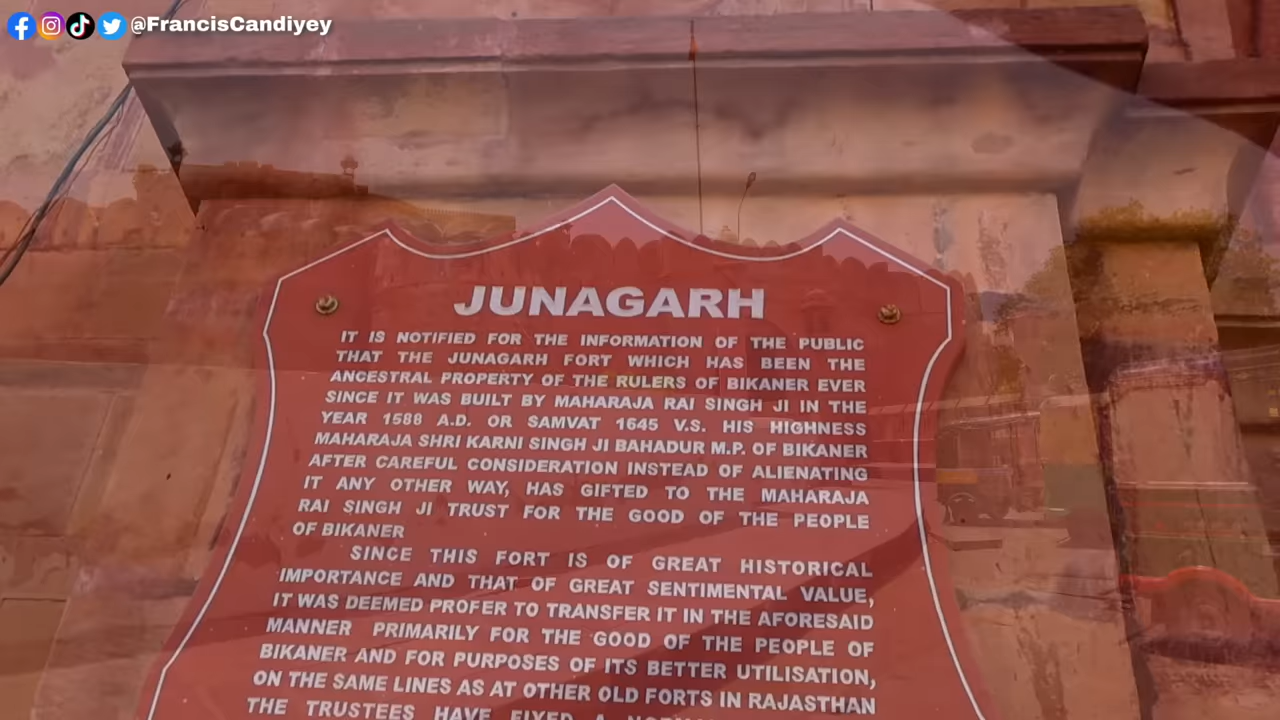 @FrancisCandiyey
JUNAGARH
IT IS NOTIFIED FOR THE INFORMATION OF THE PUBLIC
THAT THE JUNAGARH FORT WHICH HAS BEEN THE
ANCESTRAL PROPERTY OF THE RULERS OF BIKANER EVER
SINCE IT WAS BUILT BY MAHARAJA RAI SINGH JI IN THE
YEAR 1588 A.D. OR SAMVAT 1645 V.S. HIS HIGHNESS
MAHARAJA SHRI KARNI SINGH JI BAHADUR M.P. OF BIKANER
AFTER CAREFUL CONSIDERATION INSTEAD OF ALIENATING
IT ANY OTHER WAY, HAS GIFTED TO THE MAHARAJA
RAI SINGH JI TRUST FOR THE GOOD OF THE PEOPLE
OF BIKANER
SINCE THIS FORT IS OF GREAT HISTORICAL
IMPORTANCE AND THAT OF GREAT SENTIMENTAL VALUE,
IT WAS DEEMED PROFER TO TRANSFER IT IN THE AFORESAID
MANNER PRIMARILY FOR THE GOOD OF THE PEOPLE OF
BIKANER AND FOR PURPOSES OF ITS BETTER UTILISATION,
ON THE SAME LINES AS AT OTHER OLD FORTS IN RAJASTHAN
THE TRUSTEES HAVE FIXED A